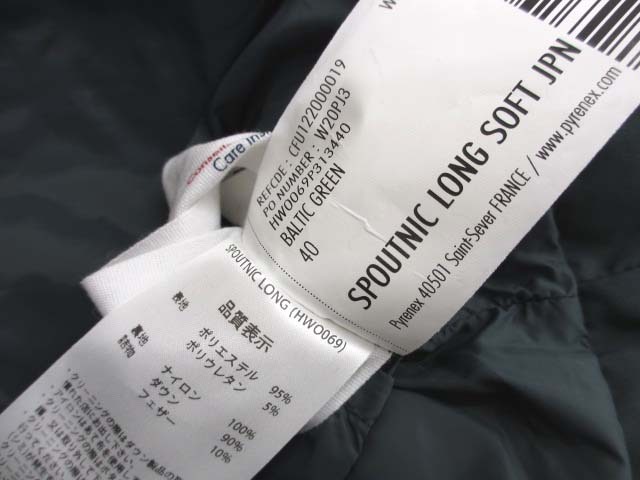 W
REFCDE : CFU122000019
PO NUMBER : W20PJ3
HWO069P313440
BALTIC GREEN
40
SPOUTNIC LONG SOFT JPN
Pyrenex 40501 Saint-Sever FRANCE / www.pyrenex.com
Care Inst
SPOUTNIC LONG (HWO069)
品質表示
表地 ポリエステル 95%
ポリウレタン 5%
裏地 ナイロン 100%
詰物 ダウン 90%
フェザー 10%